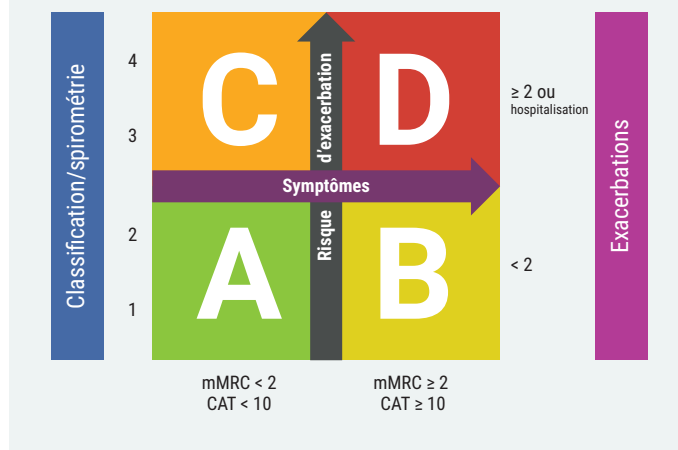 Classification/spirométrie
4
3
2
1
C
D
A
B
Risque d'exacerbation
Symptômes
≥ 2 ou
hospitalisation
< 2
Exacerbations
mMRC < 2
CAT < 10
mMRC ≥ 2
CAT ≥ 10